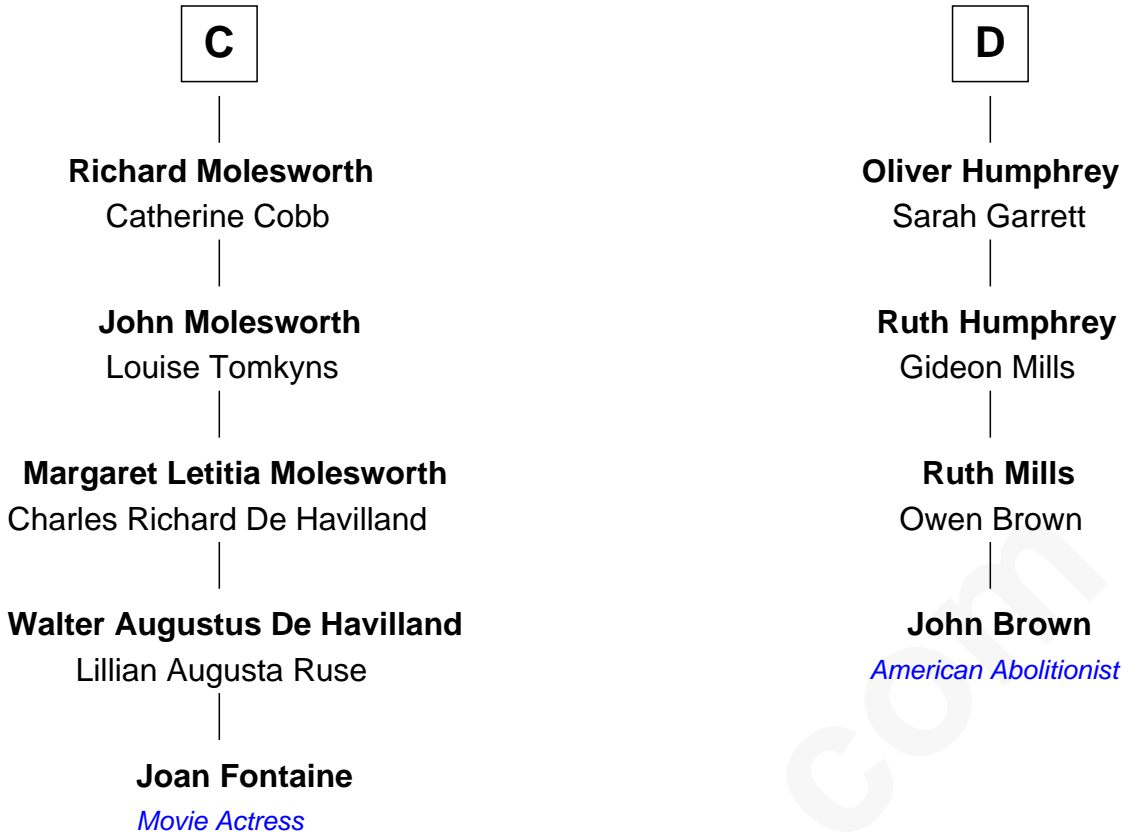 C
Richard Molesworth
Catherine Cobb
John Molesworth
Louise Tomkyns
Margaret Letitia Molesworth
Charles Richard De Havilland
Walter Augustus De Havilland
Lillian Augusta Ruse
Joan Fontaine
Movie Actress
D
Oliver Humphrey
Sarah Garrett
Ruth Humphrey
Gideon Mills
Ruth Mills
Owen Brown
John Brown
American Abolitionist
com